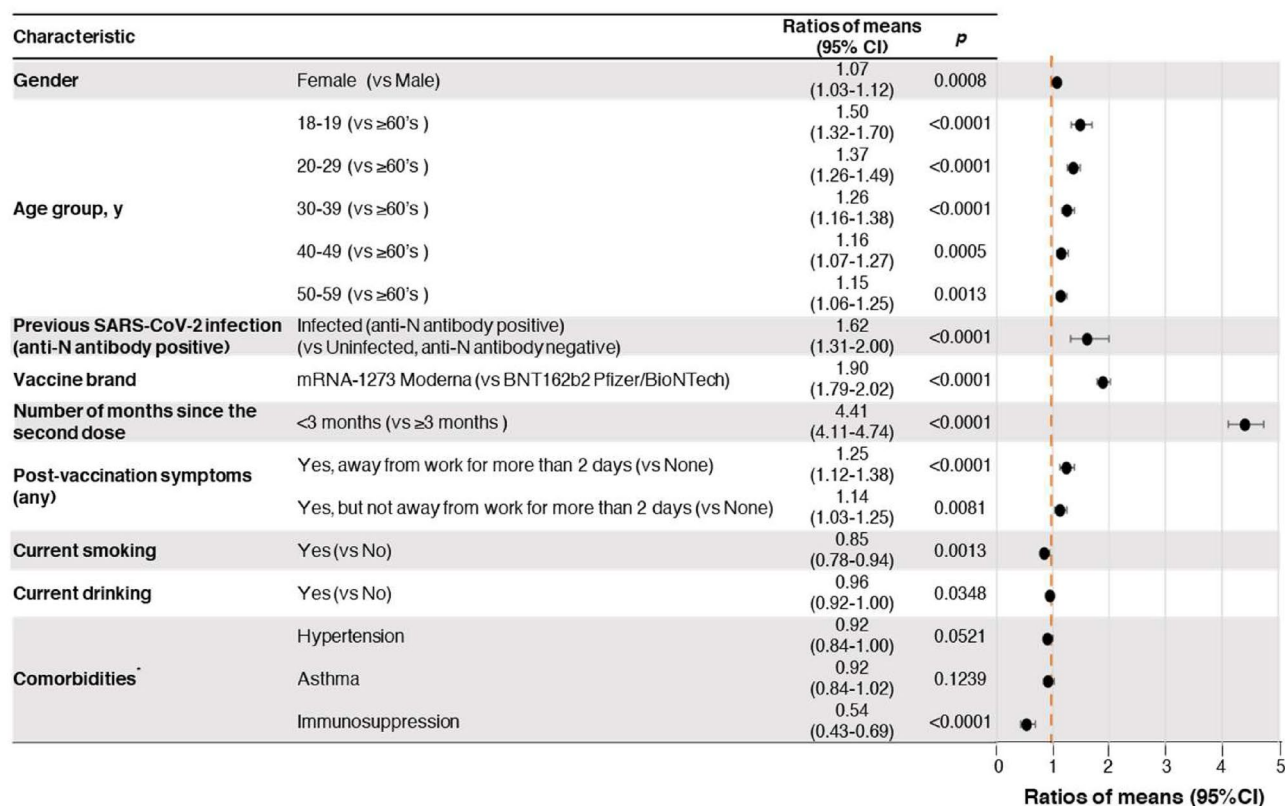 Characteristic Ratios of means (95% CI) p
Gender Female (vs Male) 1.07 (1.03-1.12) 0.0008
Age group, y
18-19 (vs ≥60's ) 1.50 (1.32-1.70) <0.0001
20-29 (vs ≥60's ) 1.37 (1.26-1.49) <0.0001
30-39 (vs ≥60's ) 1.26 (1.16-1.38) <0.0001
40-49 (vs ≥60's ) 1.16 (1.07-1.27) 0.0005
50-59 (vs ≥60's ) 1.15 (1.06-1.25) 0.0013
Previous SARS-CoV-2 infection (anti-N antibody positive) Infected (anti-N antibody positive) (vs Uninfected, anti-N antibody negative) 1.62 (1.31-2.00) <0.0001
Vaccine brand mRNA-1273 Moderna (vs BNT162b2 Pfizer/BioNTech) 1.90 (1.79-2.02) <0.0001
Number of months since the second dose <3 months (vs ≥3 months ) 4.41 (4.11-4.74) <0.0001
Post-vaccination symptoms (any)
Yes, away from work for more than 2 days (vs None) 1.25 (1.12-1.38) <0.0001
Yes, but not away from work for more than 2 days (vs None) 1.14 (1.03-1.25) 0.0081
Current smoking Yes (vs No) 0.85 (0.78-0.94) 0.0013
Current drinking Yes (vs No) 0.96 (0.92-1.00) 0.0348
Comorbidities*
Hypertension 0.92 (0.84-1.00) 0.0521
Asthma 0.92 (0.84-1.02) 0.1239
Immunosuppression 0.54 (0.43-0.69) <0.0001
0 1 2 3 4 5
Ratios of means (95%CI)